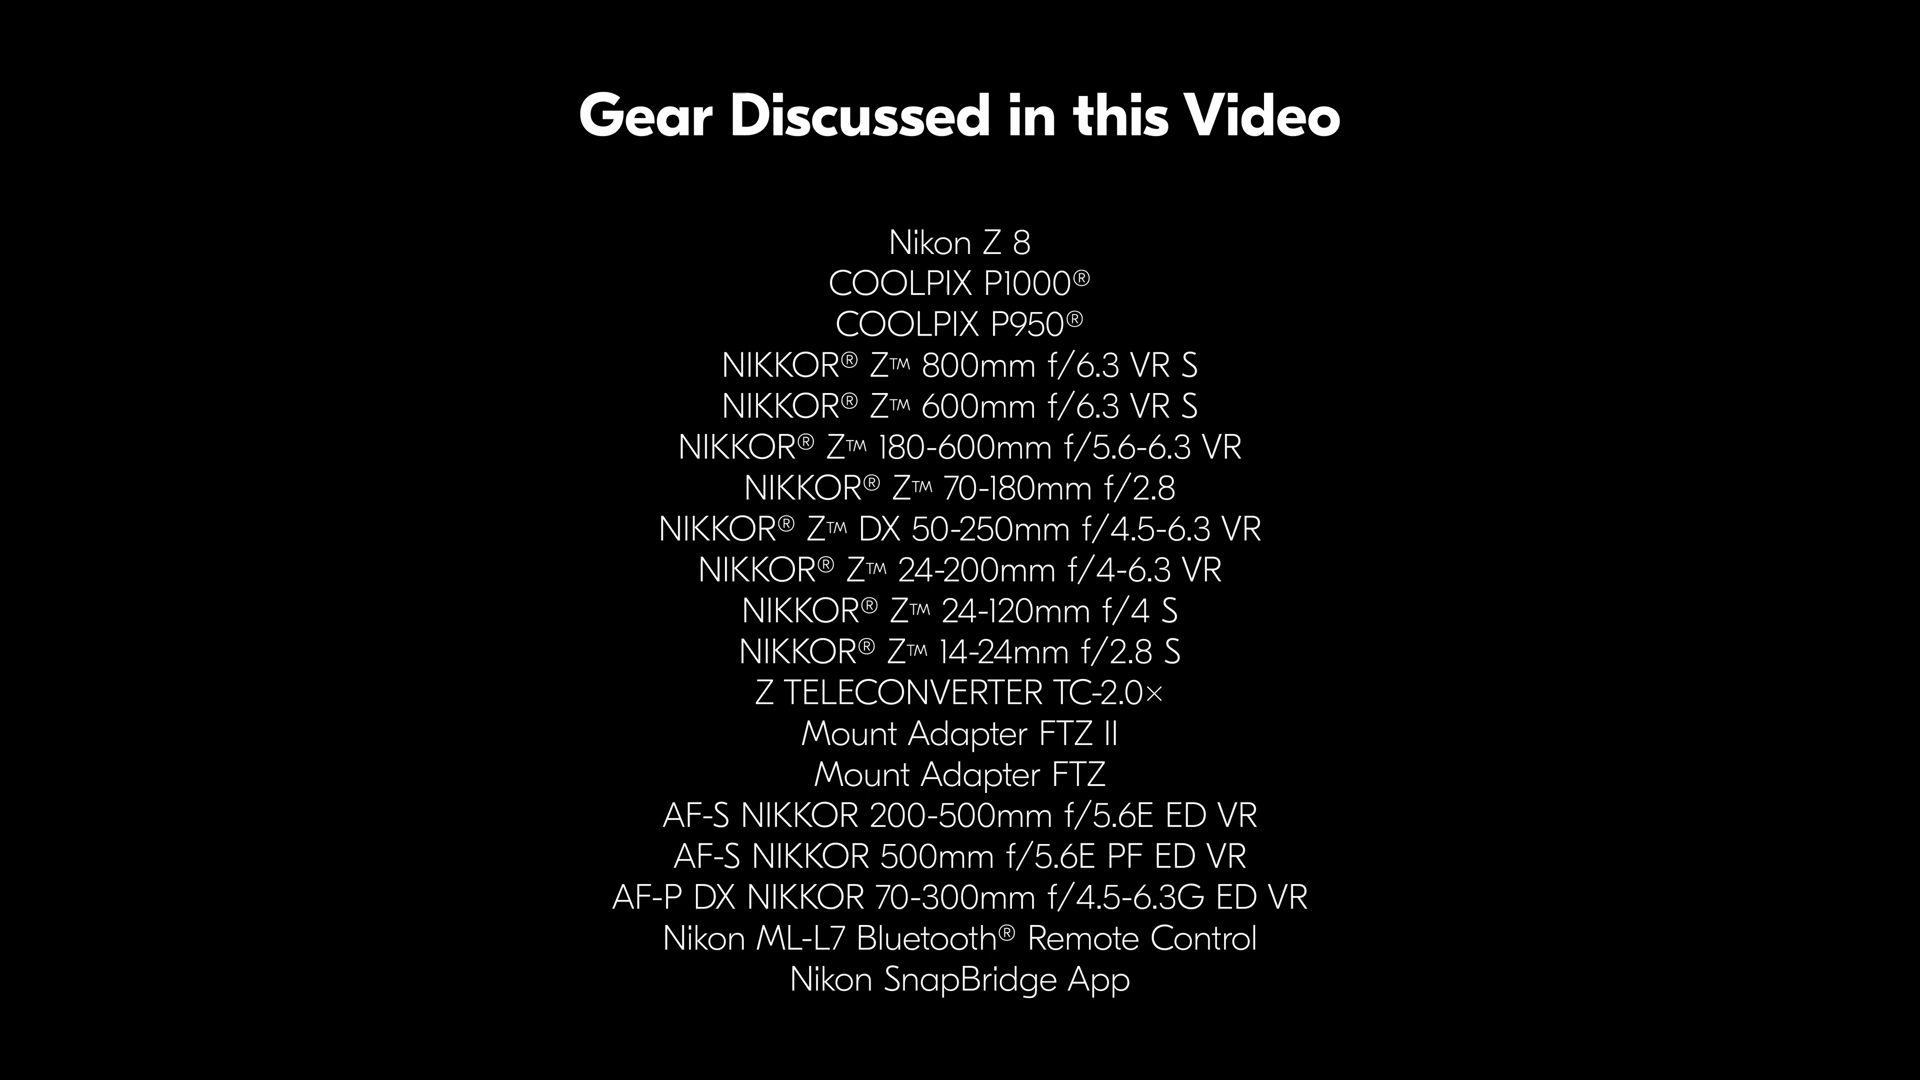 Gear Discussed in this Video
Nikon Z 8
COOLPIX P1000®
COOLPIX P950®
NIKKOR® Z™ 800mm f/6.3 VR S
NIKKOR® Z™ 600mm f/6.3 VR S
NIKKOR® Z™ 180-600mm f/5.6-6.3 VR
NIKKOR® Z™ 70-180mm f/2.8
NIKKOR® Z™ DX 50-250mm f/4.5-6.3 VR
NIKKOR® Z™ 24-200mm f/4-6.3 VR
NIKKOR® Z™ 24-120mm f/4 S
NIKKOR® Z™ 14-24mm f/2.8 S
Z TELECONVERTER TC-2.0×
Mount Adapter FTZ II
Mount Adapter FTZ
AF-S NIKKOR 200-500mm f/5.6E ED VR
AF-S NIKKOR 500mm f/5.6E PF ED VR
AF-P DX NIKKOR 70-300mm f/4.5-6.3G ED VR
Nikon ML-L7 Bluetooth® Remote Control
Nikon SnapBridge App